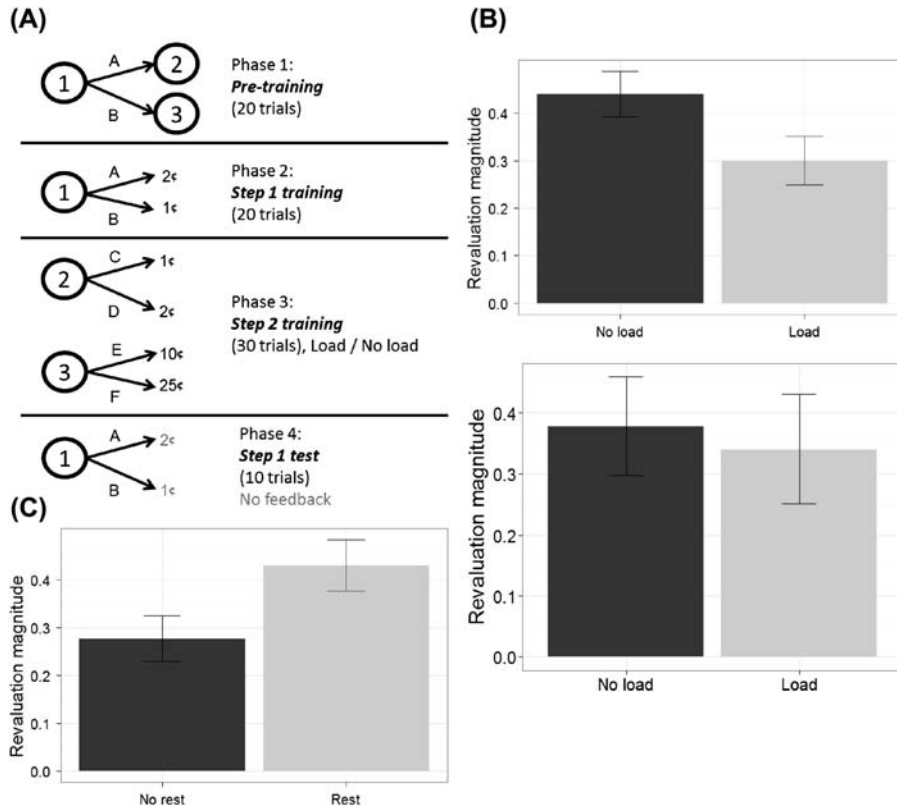 (A)
1
A
B
2
3
Phase 1:
Pre-training
(20 trials)
1
A
B
2¢
1¢
Phase 2:
Step 1 training
(20 trials)
2
C
D
1¢
2¢
3
E
F
10¢
25¢
Phase 3:
Step 2 training
(30 trials), Load / No load
1
A
B
2¢
1¢
Phase 4:
Step 1 test
(10 trials)
No feedback
(B)
Revaluation magnitude
0.4
0.3
0.2
0.1
0.0
No load
Load
Revaluation magnitude
0.4
0.3
0.2
0.1
0.0
No load
Load
(C)
Revaluation magnitude
0.4
0.3
0.2
0.1
0.0
No rest
Rest